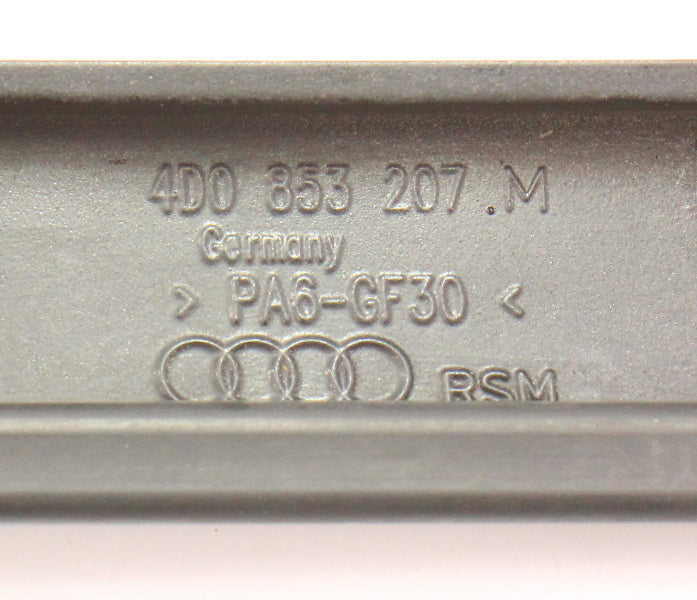 4D0 853 207 .M
Germany
> PA6-GF30 <
RSM